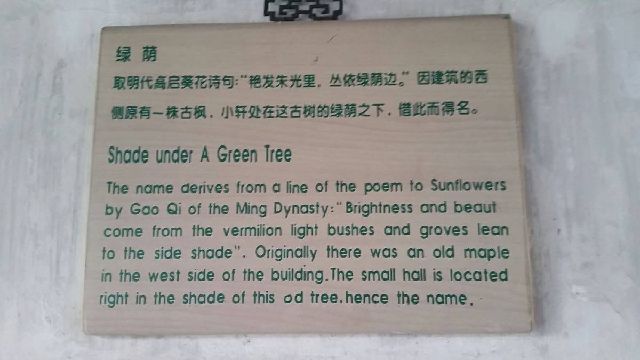 绿荫
取明代高启葵花诗句:“艳发朱光里，丛依绿荫边。”因建筑的西
侧原有一株古枫，小轩处在这古树的绿荫之下，借此而得名。
Shade under A Green Tree
The name derives from a line of the poem to Sunflowers
by Gao Qi of the Ming Dynasty:“Brightness and beaut
come from the vermilion light bushes and groves lean
to the side shade”. Originally there was an old maple
in the west side of the building.The small hall is located
right in the shade of this od tree.hence the name.